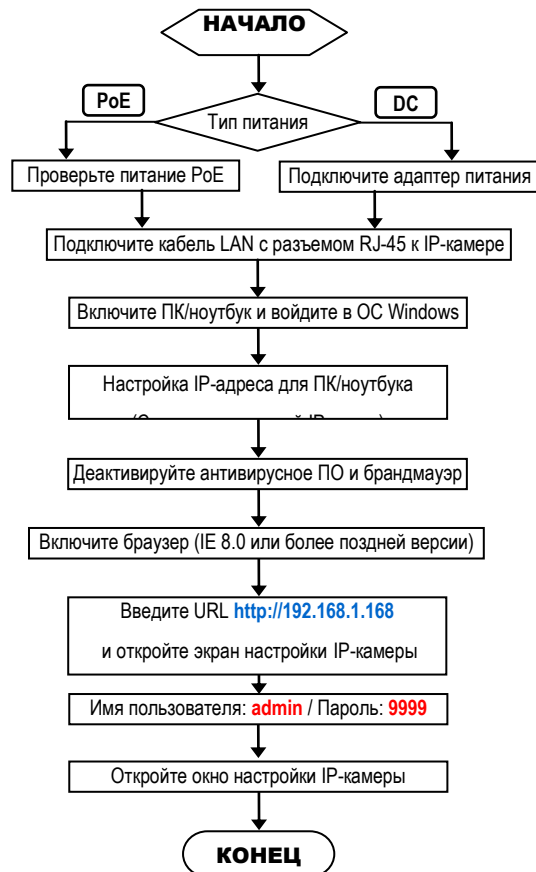 НАЧАЛО
PoE
DC
Тип питания
Проверьте питание PoE
Подключите адаптер питания
Подключите кабель LAN с разъемом RJ-45 к IP-камере
Включите ПК/ноутбук и войдите в ОС Windows
Настройка IP-адреса для ПК/ноутбука
Деактивируйте антивирусное ПО и брандмауэр
Включите браузер (IE 8.0 или более поздней версии)
Введите URL http://192.168.1.168
и откройте экран настройки IP-камеры
Имя пользователя: admin / Пароль: 9999
Откройте окно настройки IP-камеры
КОНЕЦ